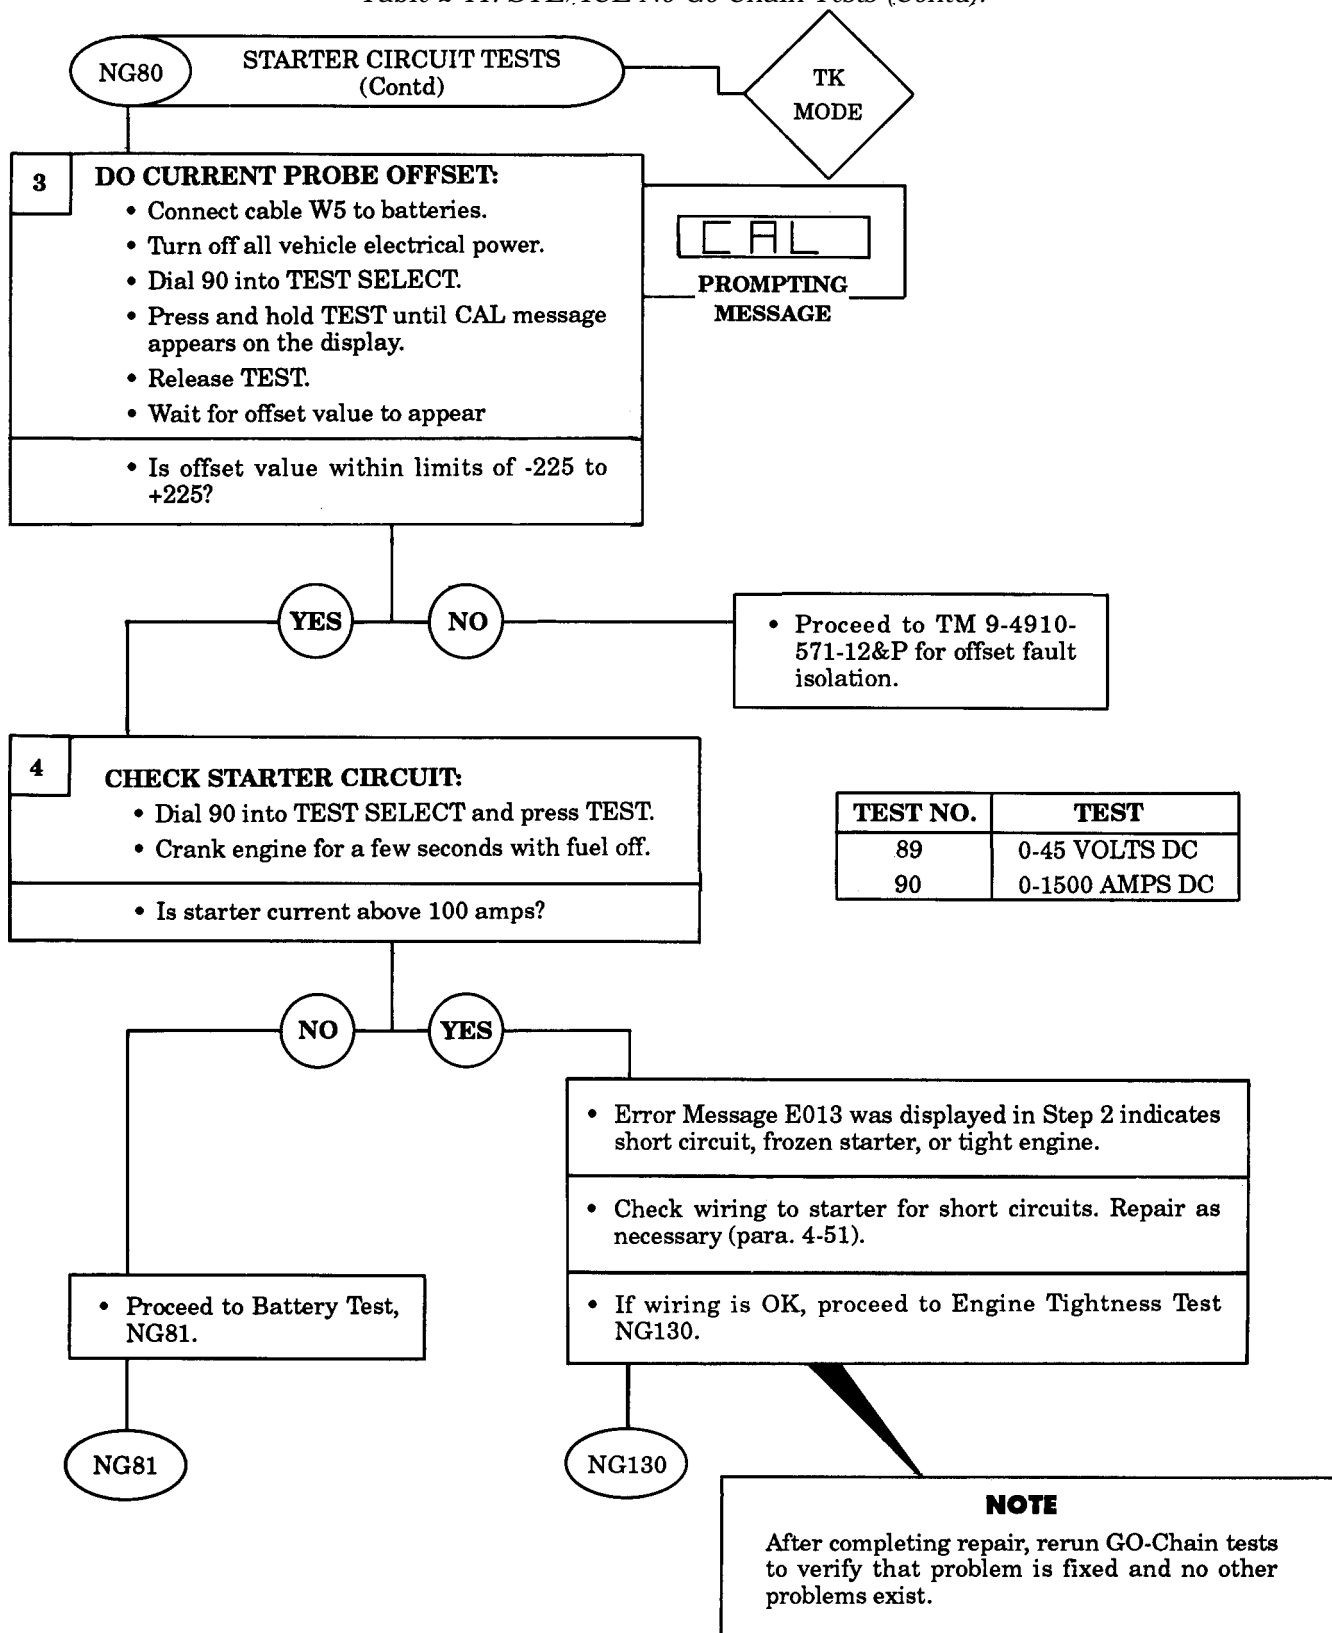 Table 2-11. STE/ICE No-Go Chain Tests (Contd).
NG80
STARTER CIRCUIT TESTS
(Contd)
TK
MODE
3
DO CURRENT PROBE OFFSET:
• Connect cable W5 to batteries.
• Turn off all vehicle electrical power.
• Dial 90 into TEST SELECT.
• Press and hold TEST until CAL message
appears on the display.
• Release TEST.
• Wait for offset value to appear
• Is offset value within limits of -225 to
+225?
CAL
PROMPTING
MESSAGE
YES
NO
• Proceed to TM 9-4910-
571-12&P for offset fault
isolation.
4
CHECK STARTER CIRCUIT:
• Dial 90 into TEST SELECT and press TEST.
• Crank engine for a few seconds with fuel off.
• Is starter current above 100 amps?
TEST NO. TEST
89 0-45 VOLTS DC
90 0-1500 AMPS DC
NO
YES
• Error Message E013 was displayed in Step 2 indicates
short circuit, frozen starter, or tight engine.
• Check wiring to starter for short circuits. Repair as
necessary (para. 4-51).
• If wiring is OK, proceed to Engine Tightness Test
NG130.
• Proceed to Battery Test,
NG81.
NG81
NG130
NOTE
After completing repair, rerun GO-Chain tests
to verify that problem is fixed and no other
problems exist.